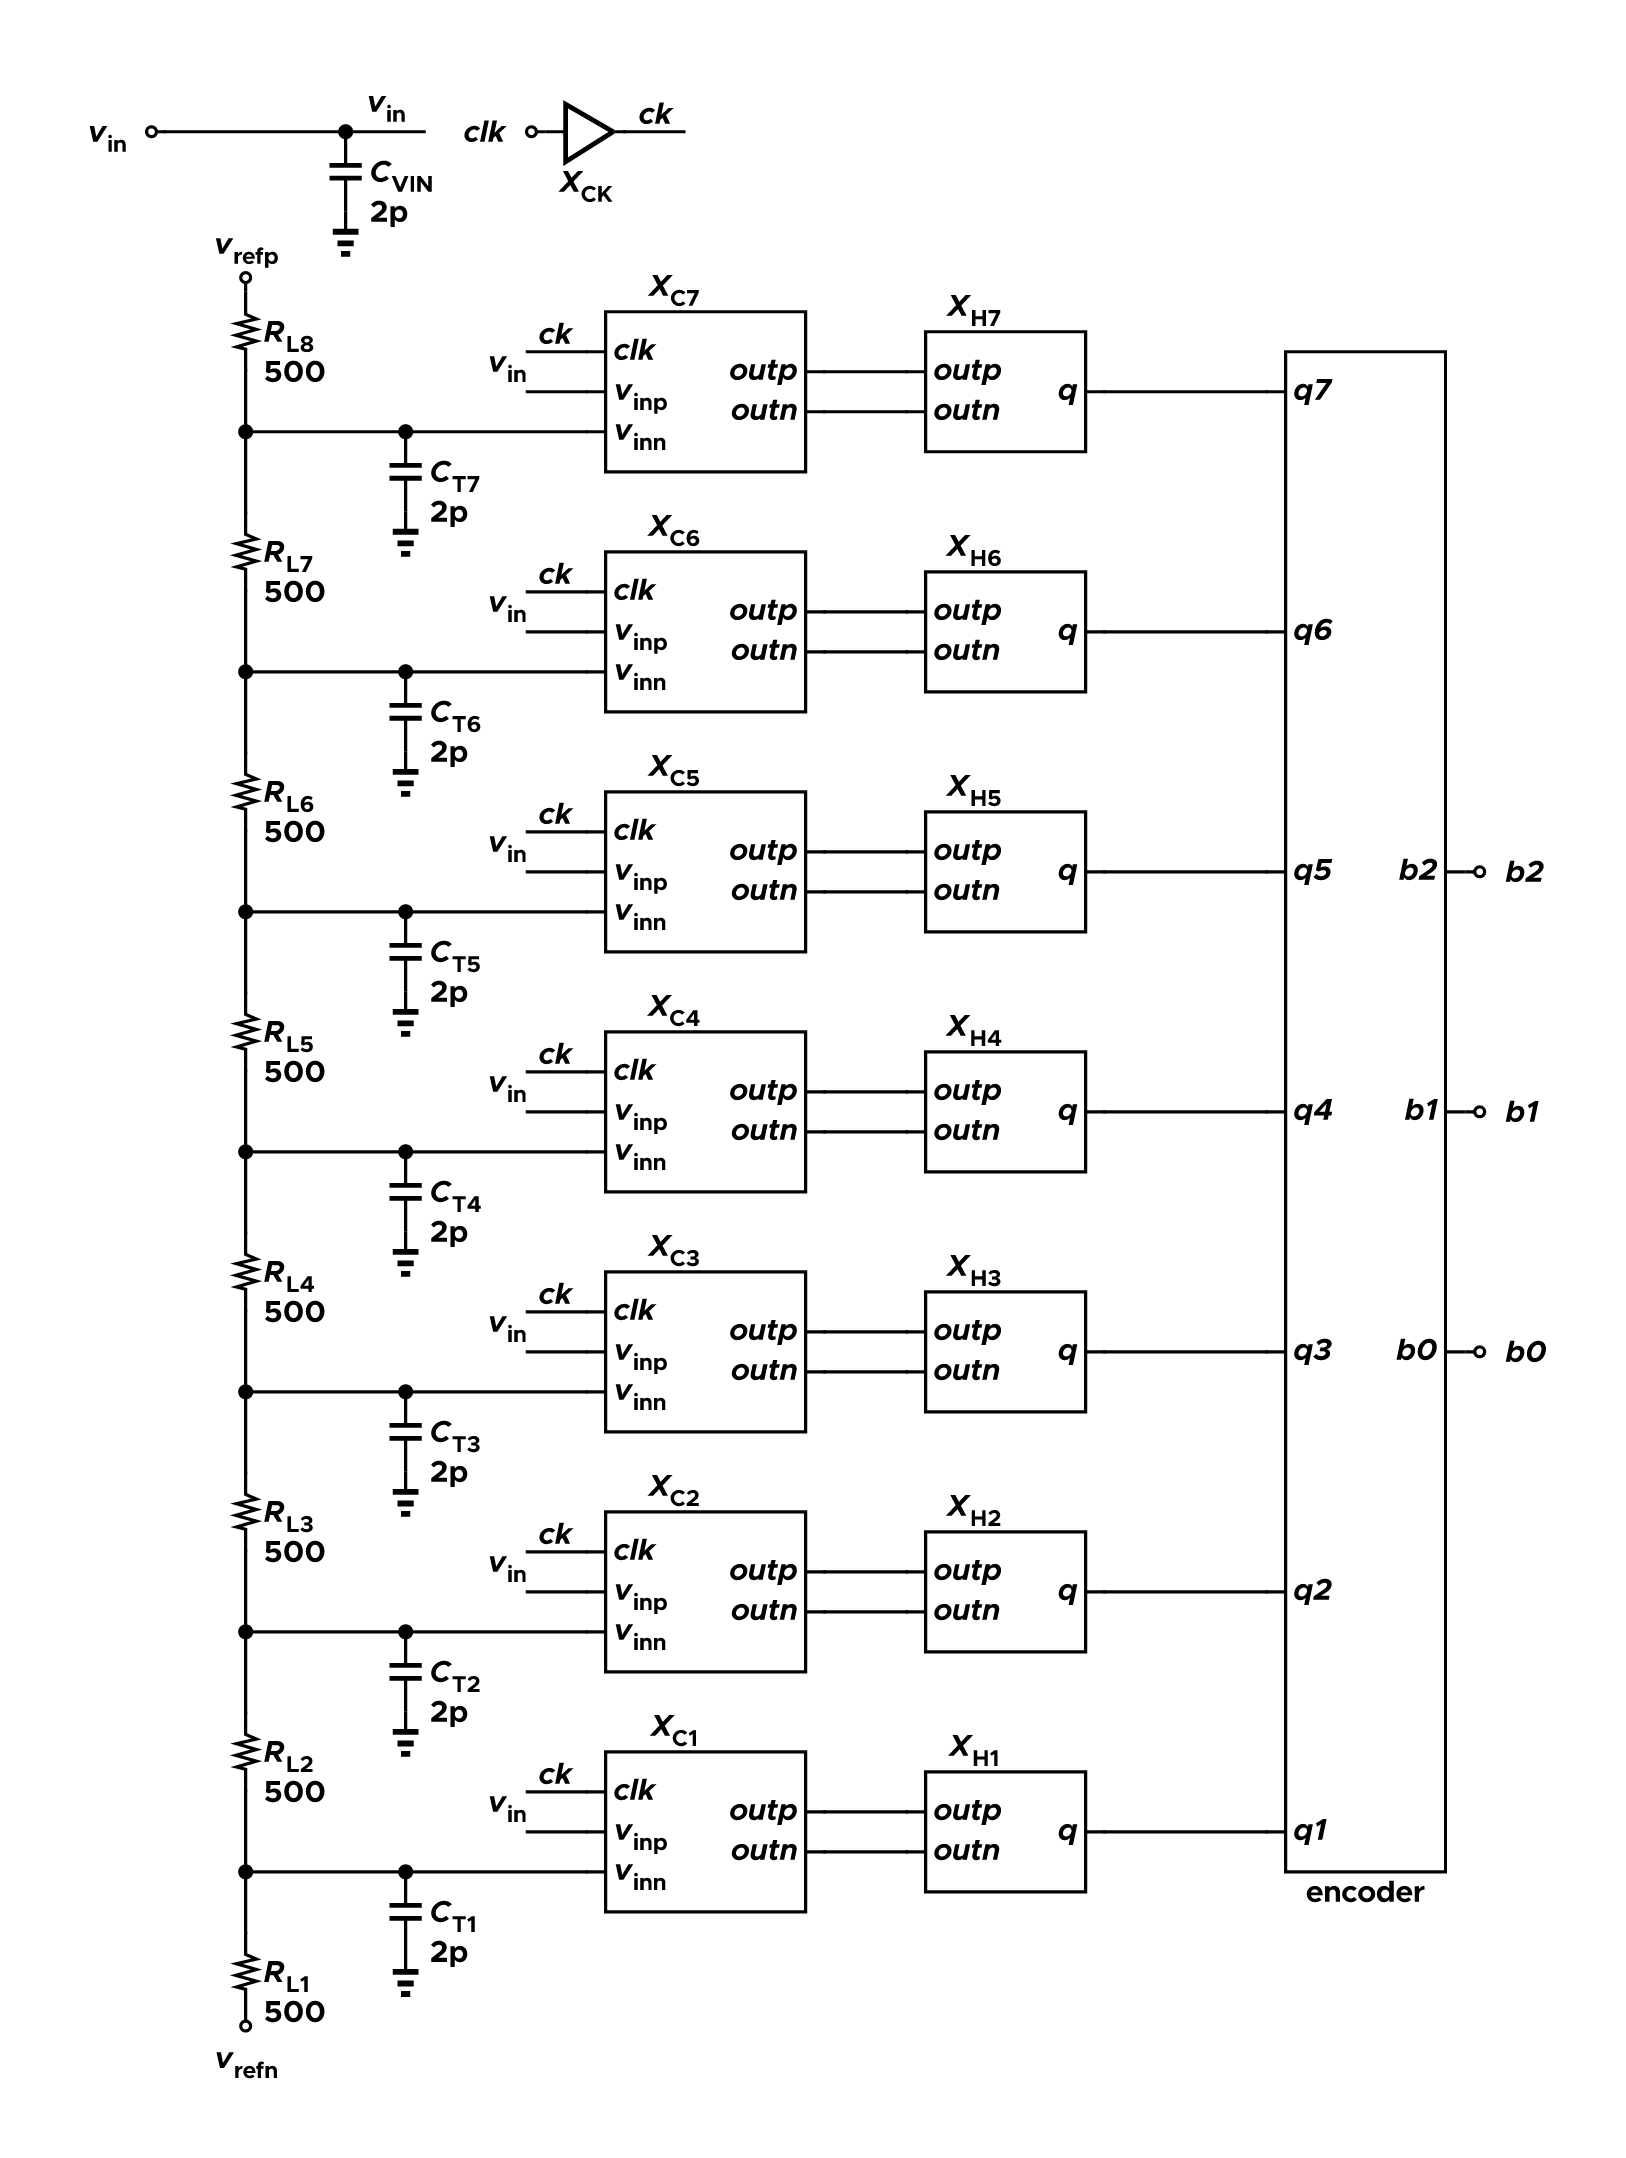 vin
vin
CVIN
2p
clk
ck
XCK
vrefp
RL8
500
XC7
ck
vin
clk
vinp
vinn
outp
outn
XH7
outp
outn
q
q7
CT7
2p
RL7
500
XC6
ck
vin
clk
vinp
vinn
outp
outn
XH6
outp
outn
q
q6
CT6
2p
RL6
500
XC5
ck
vin
clk
vinp
vinn
outp
outn
XH5
outp
outn
q
q5
b2
b2
CT5
2p
RL5
500
XC4
ck
vin
clk
vinp
vinn
outp
outn
XH4
outp
outn
q
q4
b1
b1
CT4
2p
RL4
500
XC3
ck
vin
clk
vinp
vinn
outp
outn
XH3
outp
outn
q
q3
b0
b0
CT3
2p
RL3
500
XC2
ck
vin
clk
vinp
vinn
outp
outn
XH2
outp
outn
q
q2
CT2
2p
RL2
500
XC1
ck
vin
clk
vinp
vinn
outp
outn
XH1
outp
outn
q
q1
encoder
CT1
2p
RL1
500
vrefn